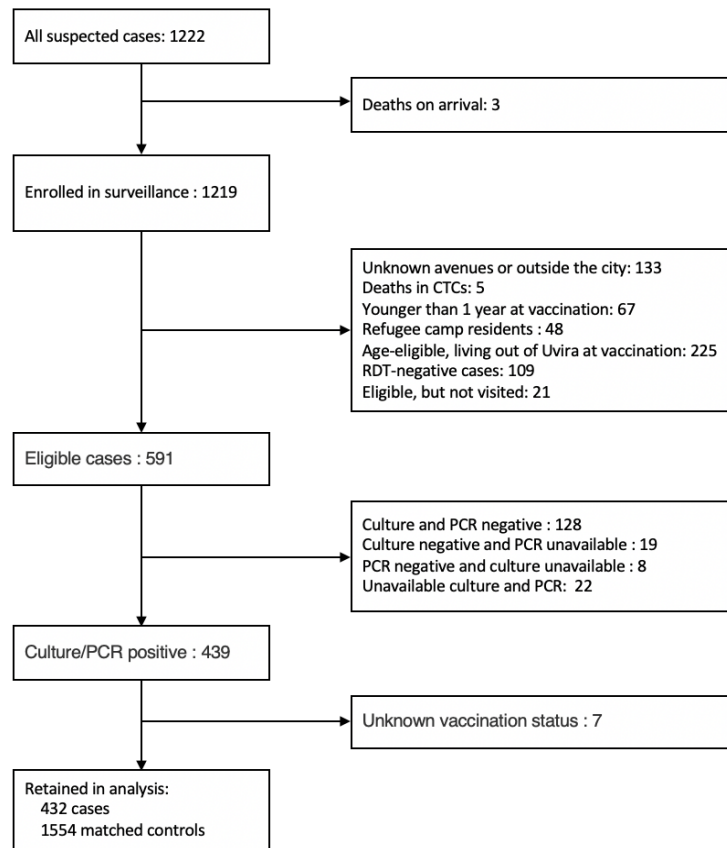 All suspected cases: 1222
Deaths on arrival: 3
Enrolled in surveillance : 1219
Unknown avenues or outside the city: 133
Deaths in CTCs: 5
Younger than 1 year at vaccination: 67
Refugee camp residents : 48
Age-eligible, living out of Uvira at vaccination: 225
RDT-negative cases: 109
Eligible, but not visited: 21
Eligible cases : 591
Culture and PCR negative : 128
Culture negative and PCR unavailable : 19
PCR negative and culture unavailable : 8
Unavailable culture and PCR: 22
Culture/PCR positive : 439
Unknown vaccination status : 7
Retained in analysis:
432 cases
1554 matched controls